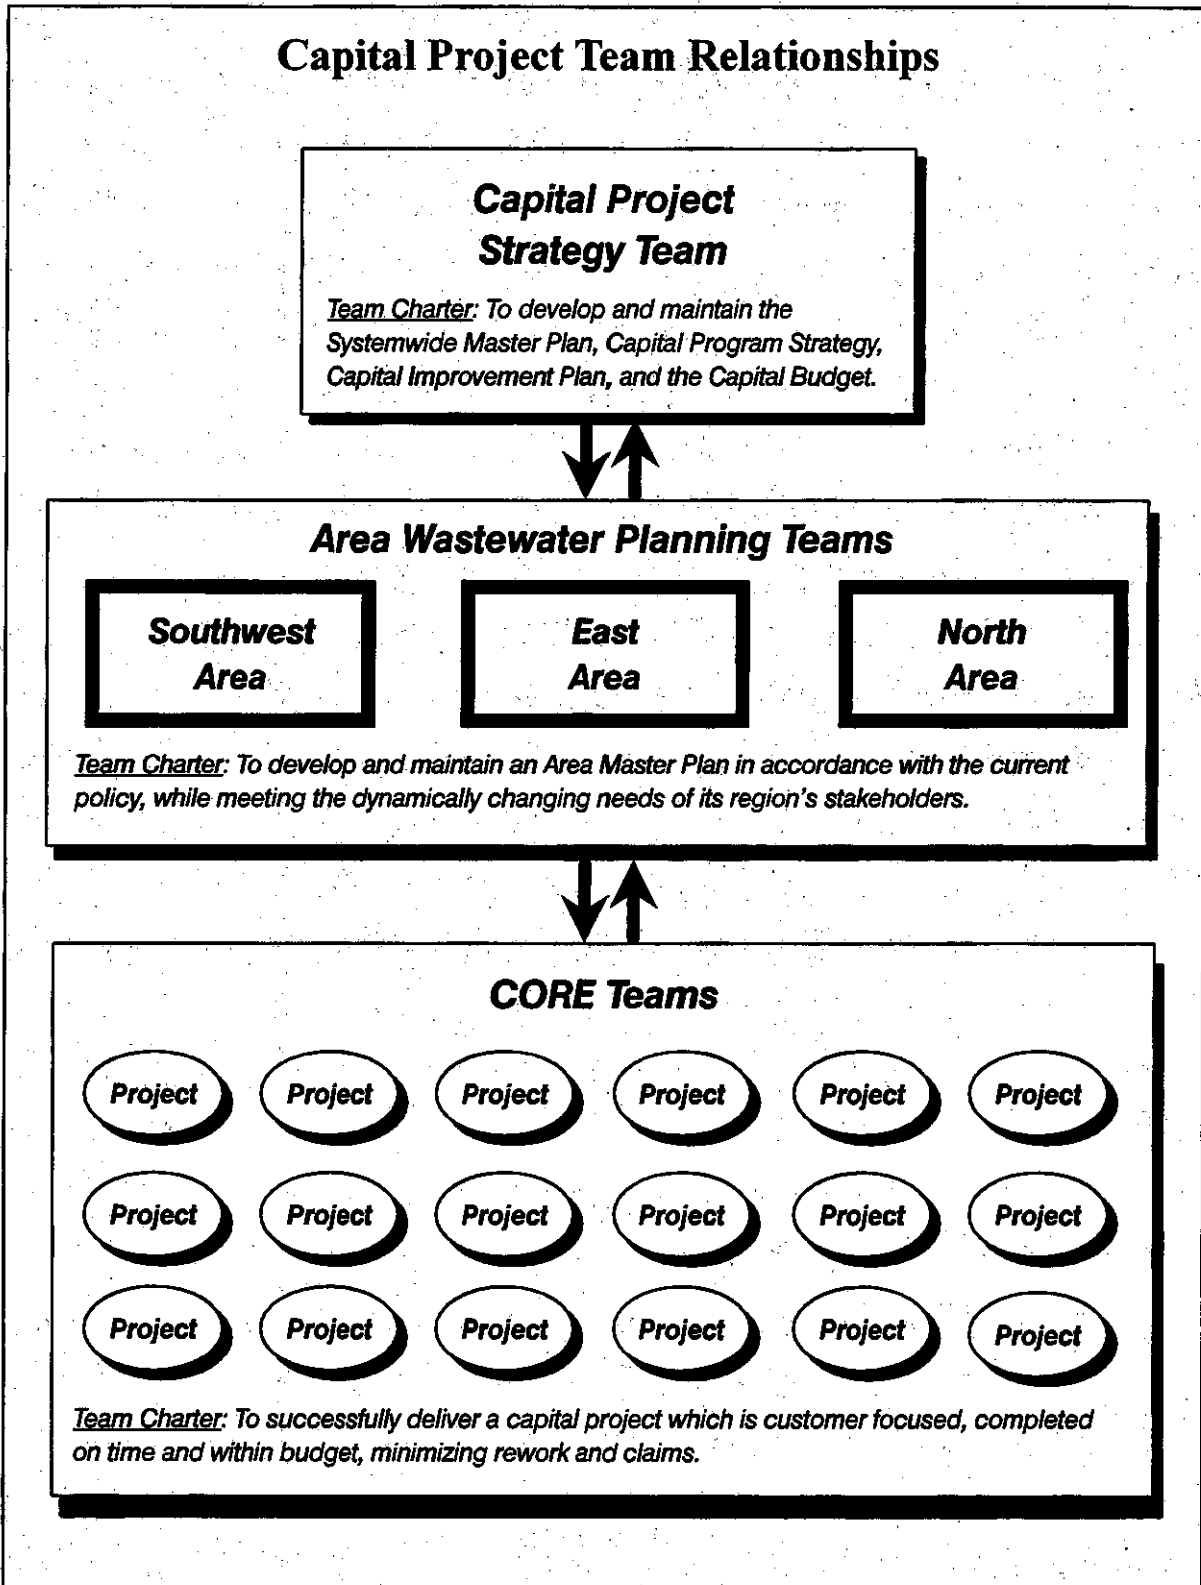 Capital Project Team Relationships
Capital Project
Strategy Team
Team Charter: To develop and maintain the
Systemwide Master Plan, Capital Program Strategy,
Capital Improvement Plan, and the Capital Budget.
Area Wastewater Planning Teams
Southwest
Area
East
Area
North
Area
Team Charter: To develop and maintain an Area Master Plan in accordance with the current
policy, while meeting the dynamically changing needs of its region's stakeholders.
CORE Teams
Project Project Project Project Project Project
Project Project Project Project Project Project
Project Project Project Project Project Project
Team Charter: To successfully deliver a capital project which is customer focused, completed
on time and within budget, minimizing rework and claims.